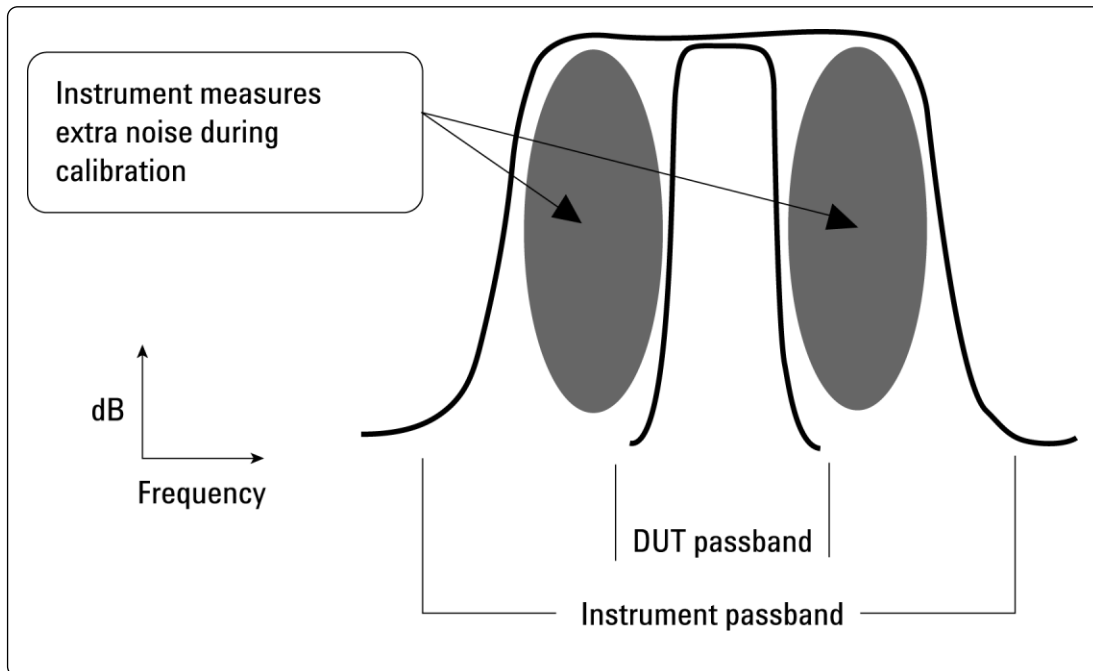 Instrument measures
extra noise during
calibration
dB
Frequency
DUT passband
Instrument passband